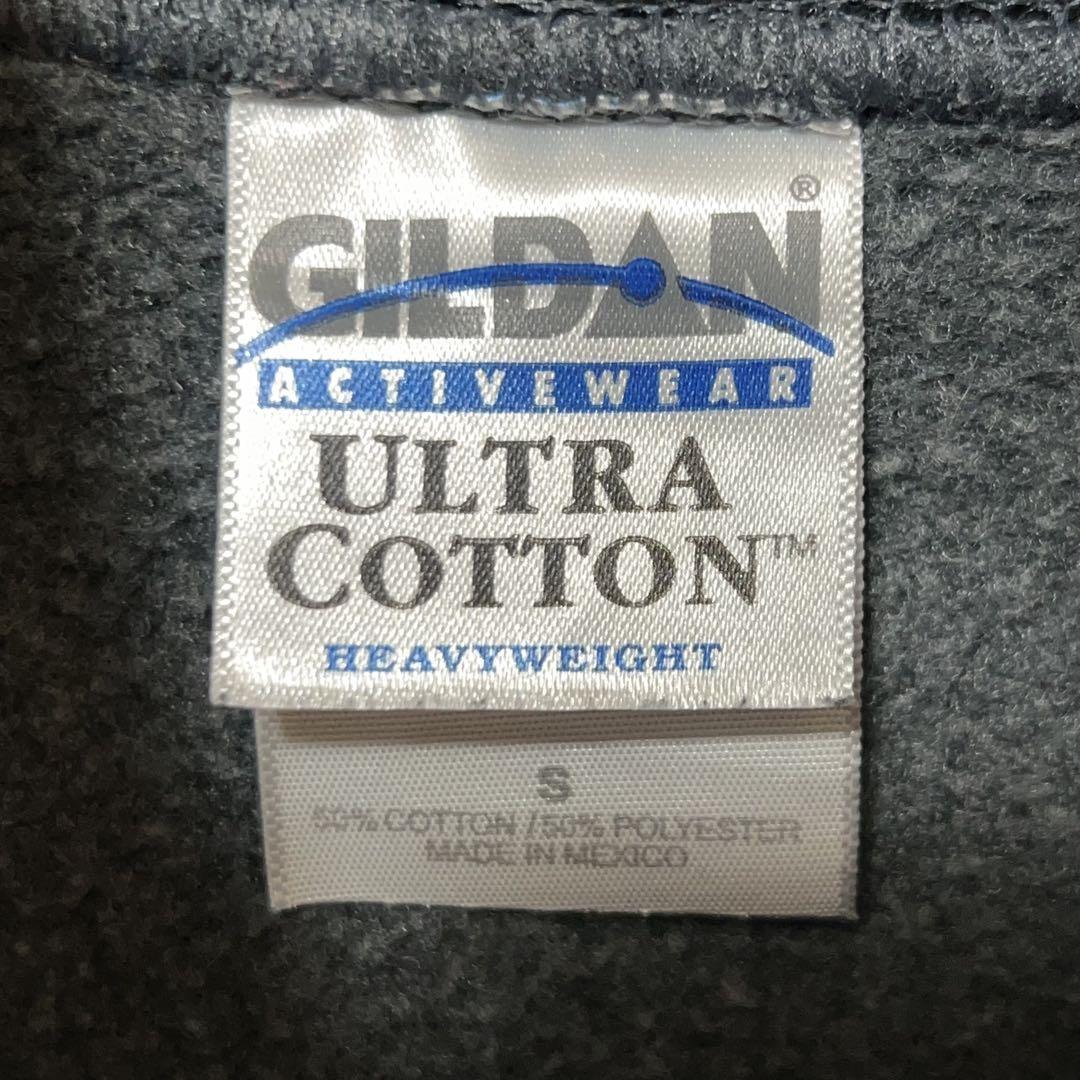 GILDAN®
ACTIVEWEAR
ULTRA
COTTON™
HEAVYWEIGHT
S
50% COTTON / 50% POLYESTER
MADE IN MEXICO